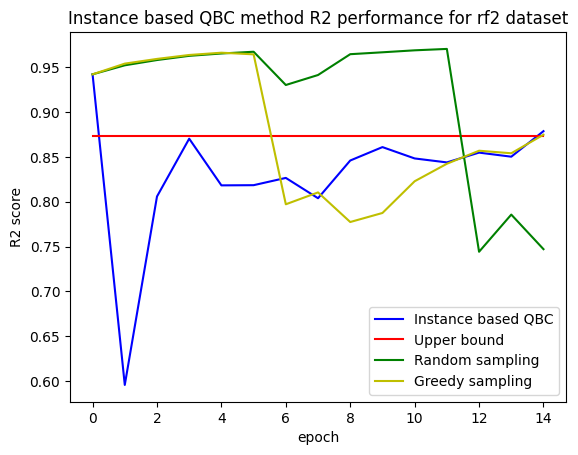 Instance based QBC method R2 performance for rf2 dataset
R2 score
0.95
0.90
0.85
0.80
0.75
0.70
0.65
0.60
Instance based QBC
Upper bound
Random sampling
Greedy sampling
0 2 4 6 8 10 12 14
epoch